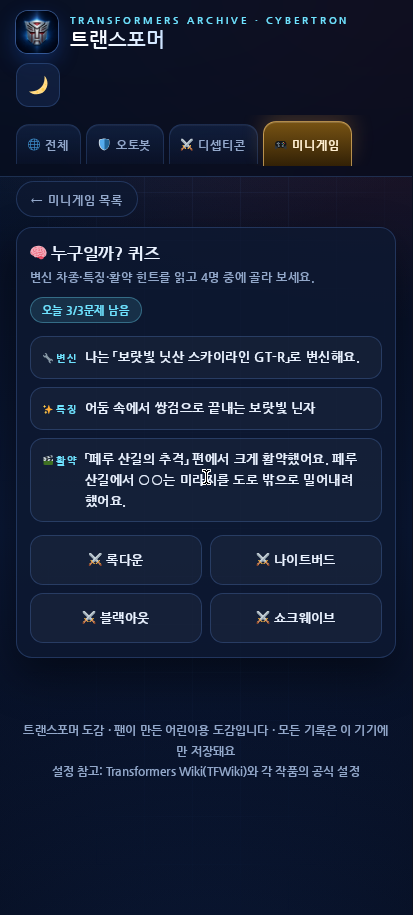 TRANSFORMERS ARCHIVE · CYBERTRON
트랜스포머
전체
오토봇
디셉티콘
미니게임
← 미니게임 목록
누구일까? 퀴즈
변신 차종·특징·활약 힌트를 읽고 4명 중에 골라 보세요.
오늘 3/3문제 남음
변신 나는 「보랏빛 닛산 스카이라인 GT-R」로 변신해요.
특징 어둠 속에서 쌍검으로 끝내는 보랏빛 닌자
활약 「페루 산길의 추격」 편에서 크게 활약했어요. 페루
산길에서 ○○는 를 도로 밖으로 밀어내려
했어요.
록다운
나이트버드
블랙아웃
쇼크웨이브
트랜스포머 도감 · 팬이 만든 어린이용 도감입니다 · 모든 기록은 이 기기에
만 저장돼요
설정 참고: Transformers Wiki(TFWiki)와 각 작품의 공식 설정